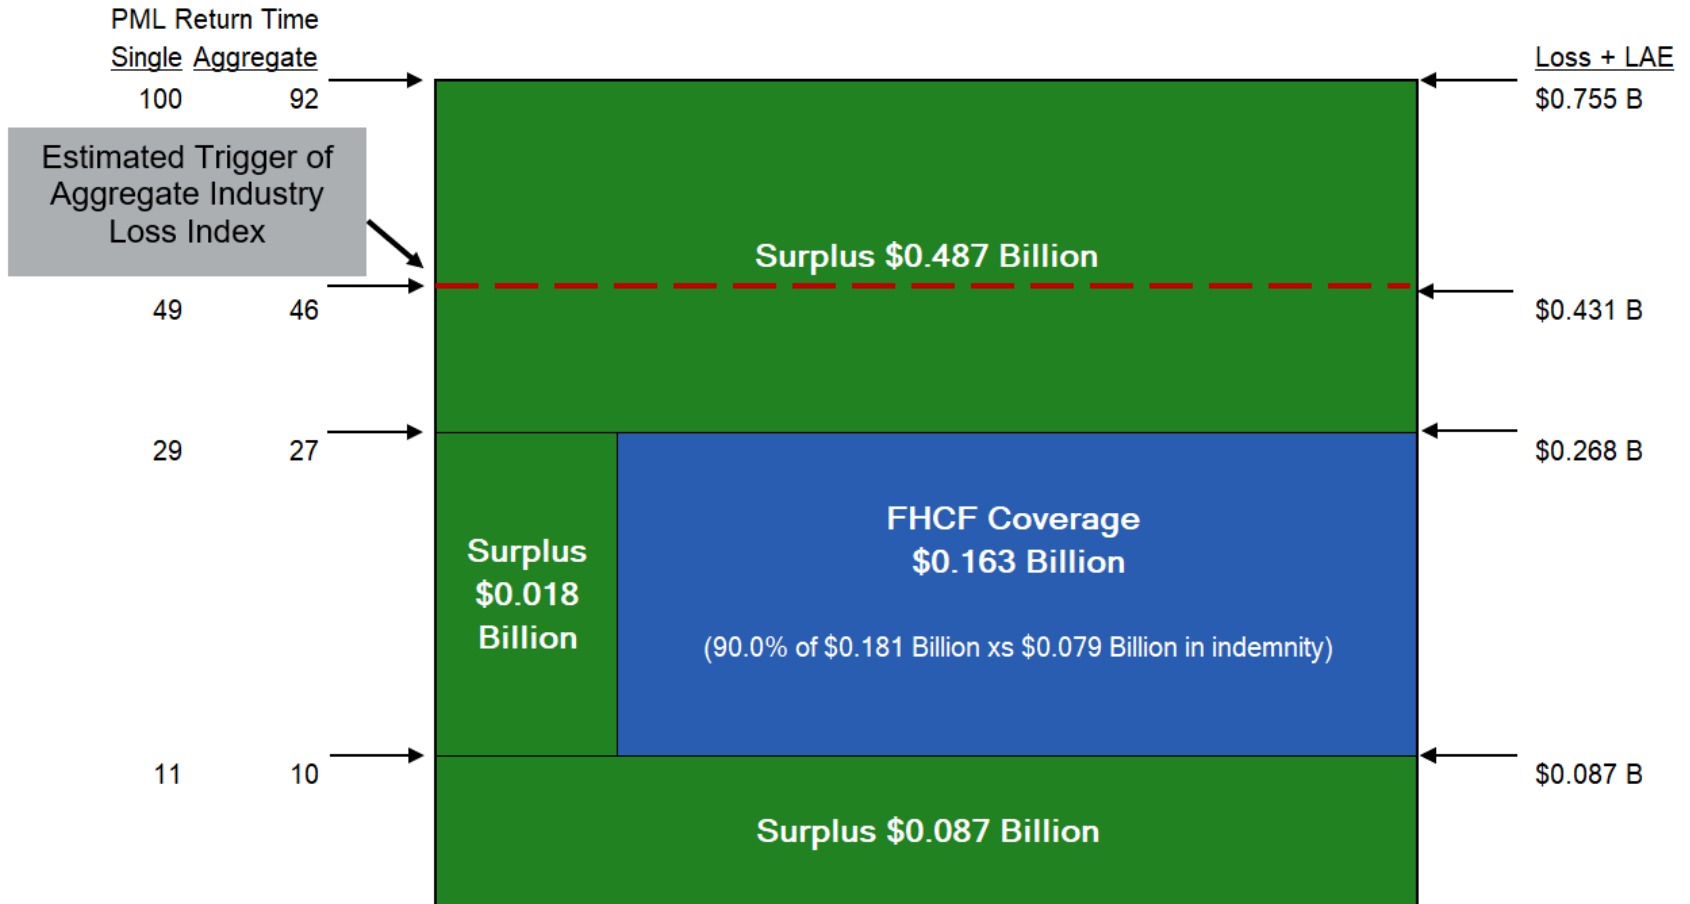 PML Return Time
Single Aggregate
Loss + LAE
100 92
$0.755 B
Estimated Trigger of
Aggregate Industry
Loss Index
Surplus $0.487 Billion
49 46
$0.431 B
29 27
$0.268 B
Surplus
$0.018
Billion
FHCF Coverage
$0.163 Billion
(90.0% of $0.181 Billion xs $0.079 Billion in indemnity)
11 10
$0.087 B
Surplus $0.087 Billion